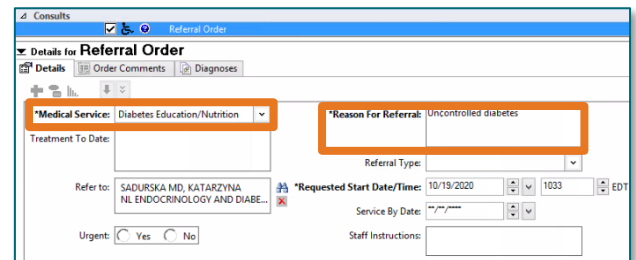 Consults
Referral Order
Details for Referral Order
Details Order Comments Diagnoses
*Medical Service: Diabetes Education/Nutrition *Reason For Referral: Uncontrolled diabetes
Treatment To Date:
Referral Type:
Refer to: SADURSKA MD, KATARZYNA *Requested Start Date/Time: 10/19/2020 1033 EDT
NL ENDOCRINOLOGY AND DIABE...
Service By Date: **/**/****
Urgent: Yes No Staff Instructions: